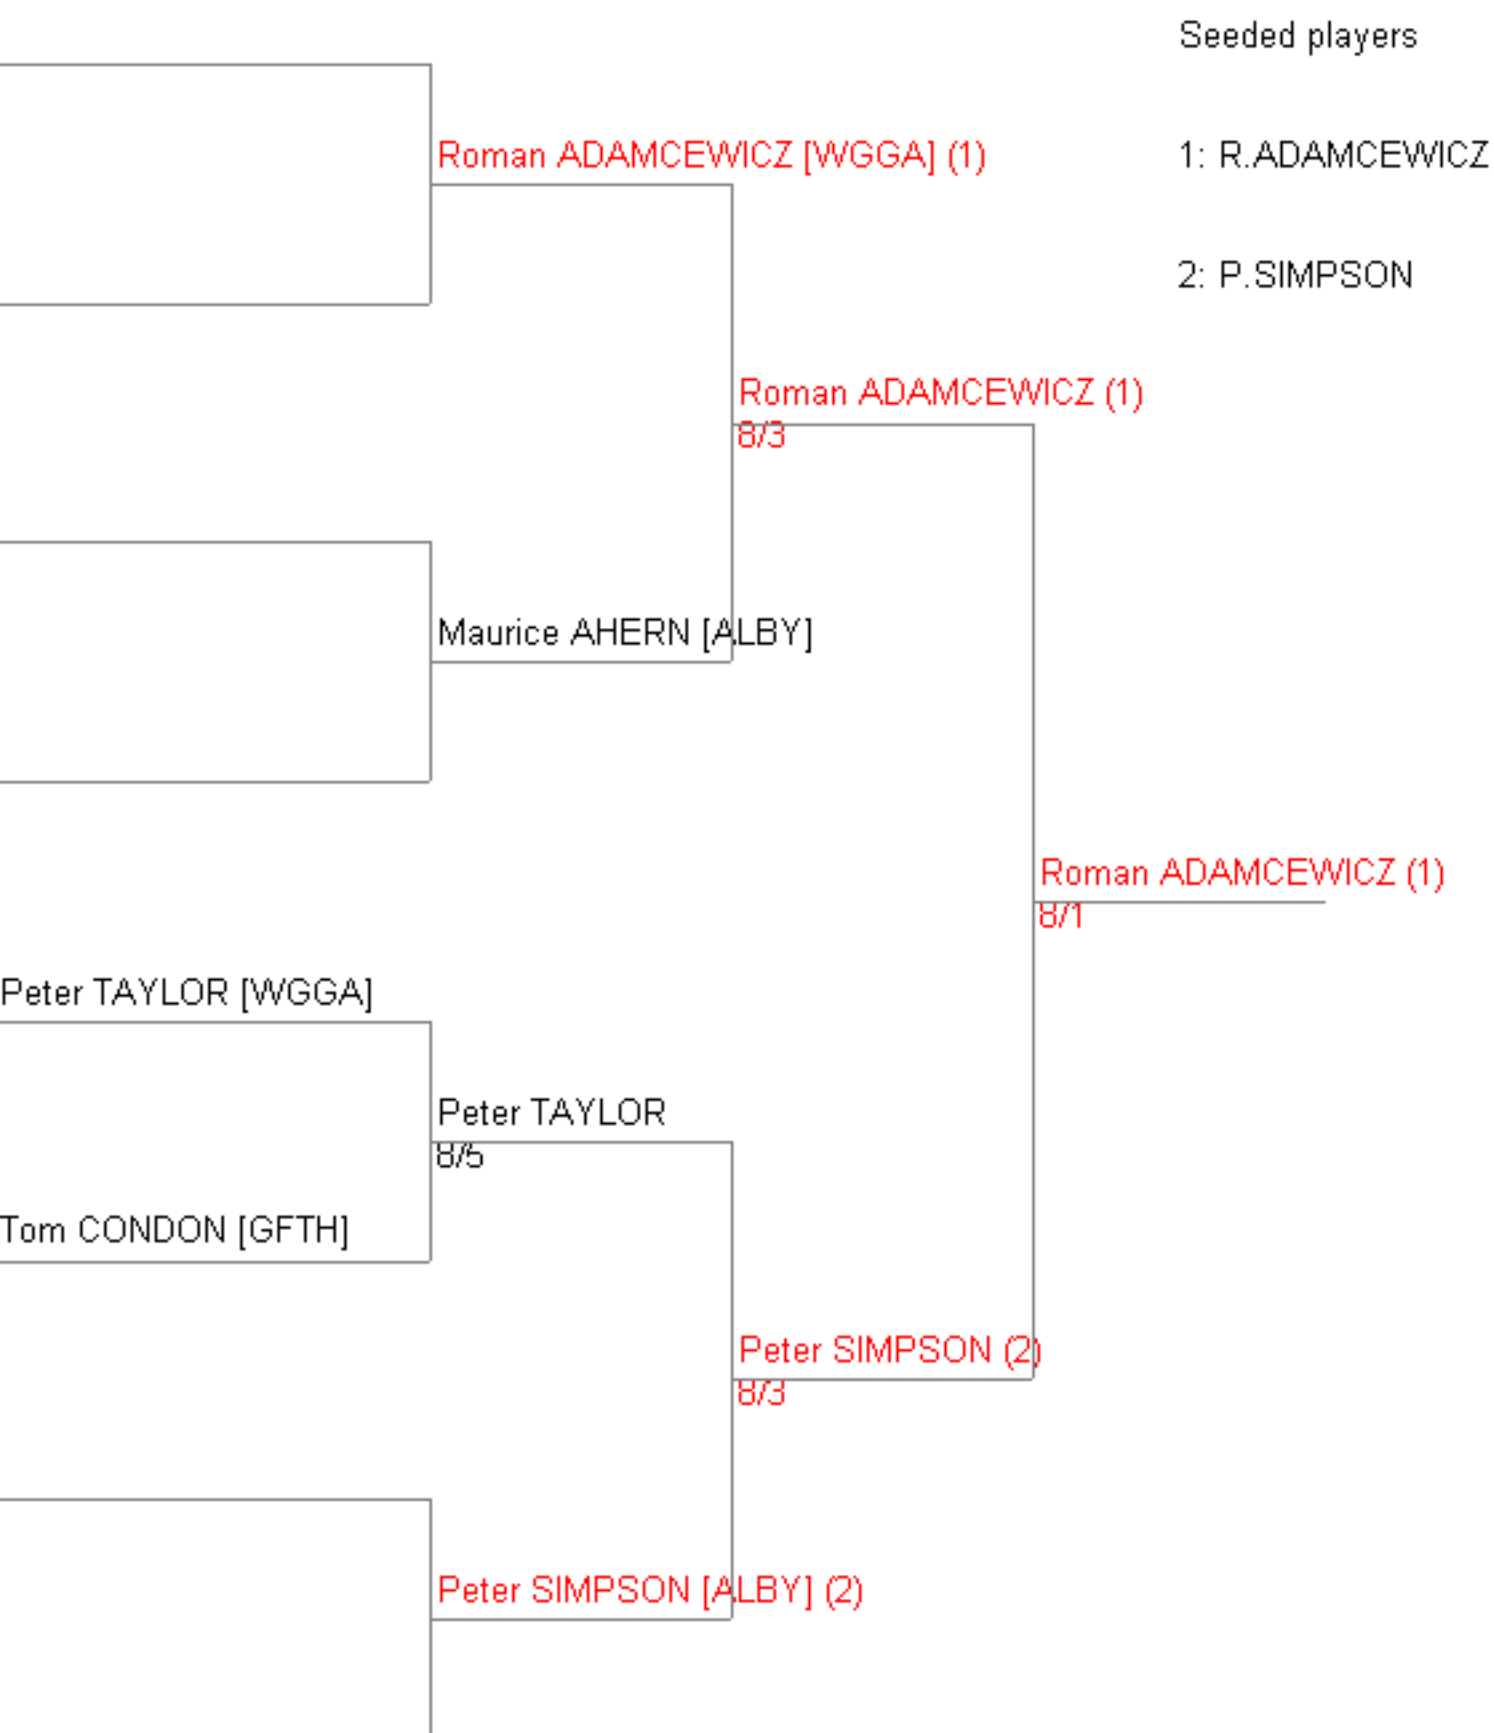 Seeded players
Roman ADAMCEWICZ [WGGA] (1)
1: R.ADAMCEWICZ
2: P.SIMPSON
Roman ADAMCEWICZ (1)
8/3
Maurice AHERN [ALBY]
Roman ADAMCEWICZ (1)
8/1
Peter TAYLOR [WGGA]
Peter TAYLOR
8/5
Tom CONDON [GFTH]
Peter SIMPSON (2)
8/3
Peter SIMPSON [ALBY] (2)